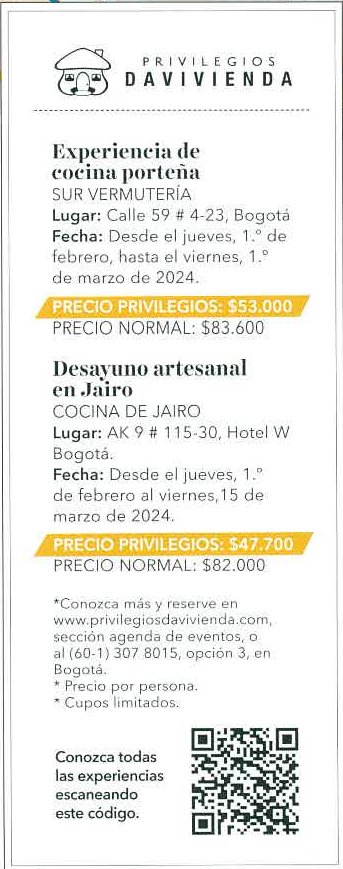 PRIVILEGIOS
DAVIVIENDA
Experiencia de
cocina porteña
SUR VERMUTERÍA
Lugar: Calle 59 # 4-23, Bogotá
Fecha: Desde el jueves, 1.º de
febrero, hasta el viernes, 1.º
de marzo de 2024.
PRECIO PRIVILEGIOS: $53.000
PRECIO NORMAL: $83.600
Desayuno artesanal
en Jairo
COCINA DE JAIRO
Lugar: AK 9 # 115-30, Hotel W
Bogotá.
Fecha: Desde el jueves, 1.º
de febrero al viernes,15 de
marzo de 2024.
PRECIO PRIVILEGIOS: $47.700
PRECIO NORMAL: $82.000
*Conozca más y reserve en
www.privilegiosdavivienda.com,
sección agenda de eventos, o
al (60-1) 307 8015, opción 3, en
Bogotá.
* Precio por persona.
* Cupos limitados.
Conozca todas
las experiencias
escaneando
este código.